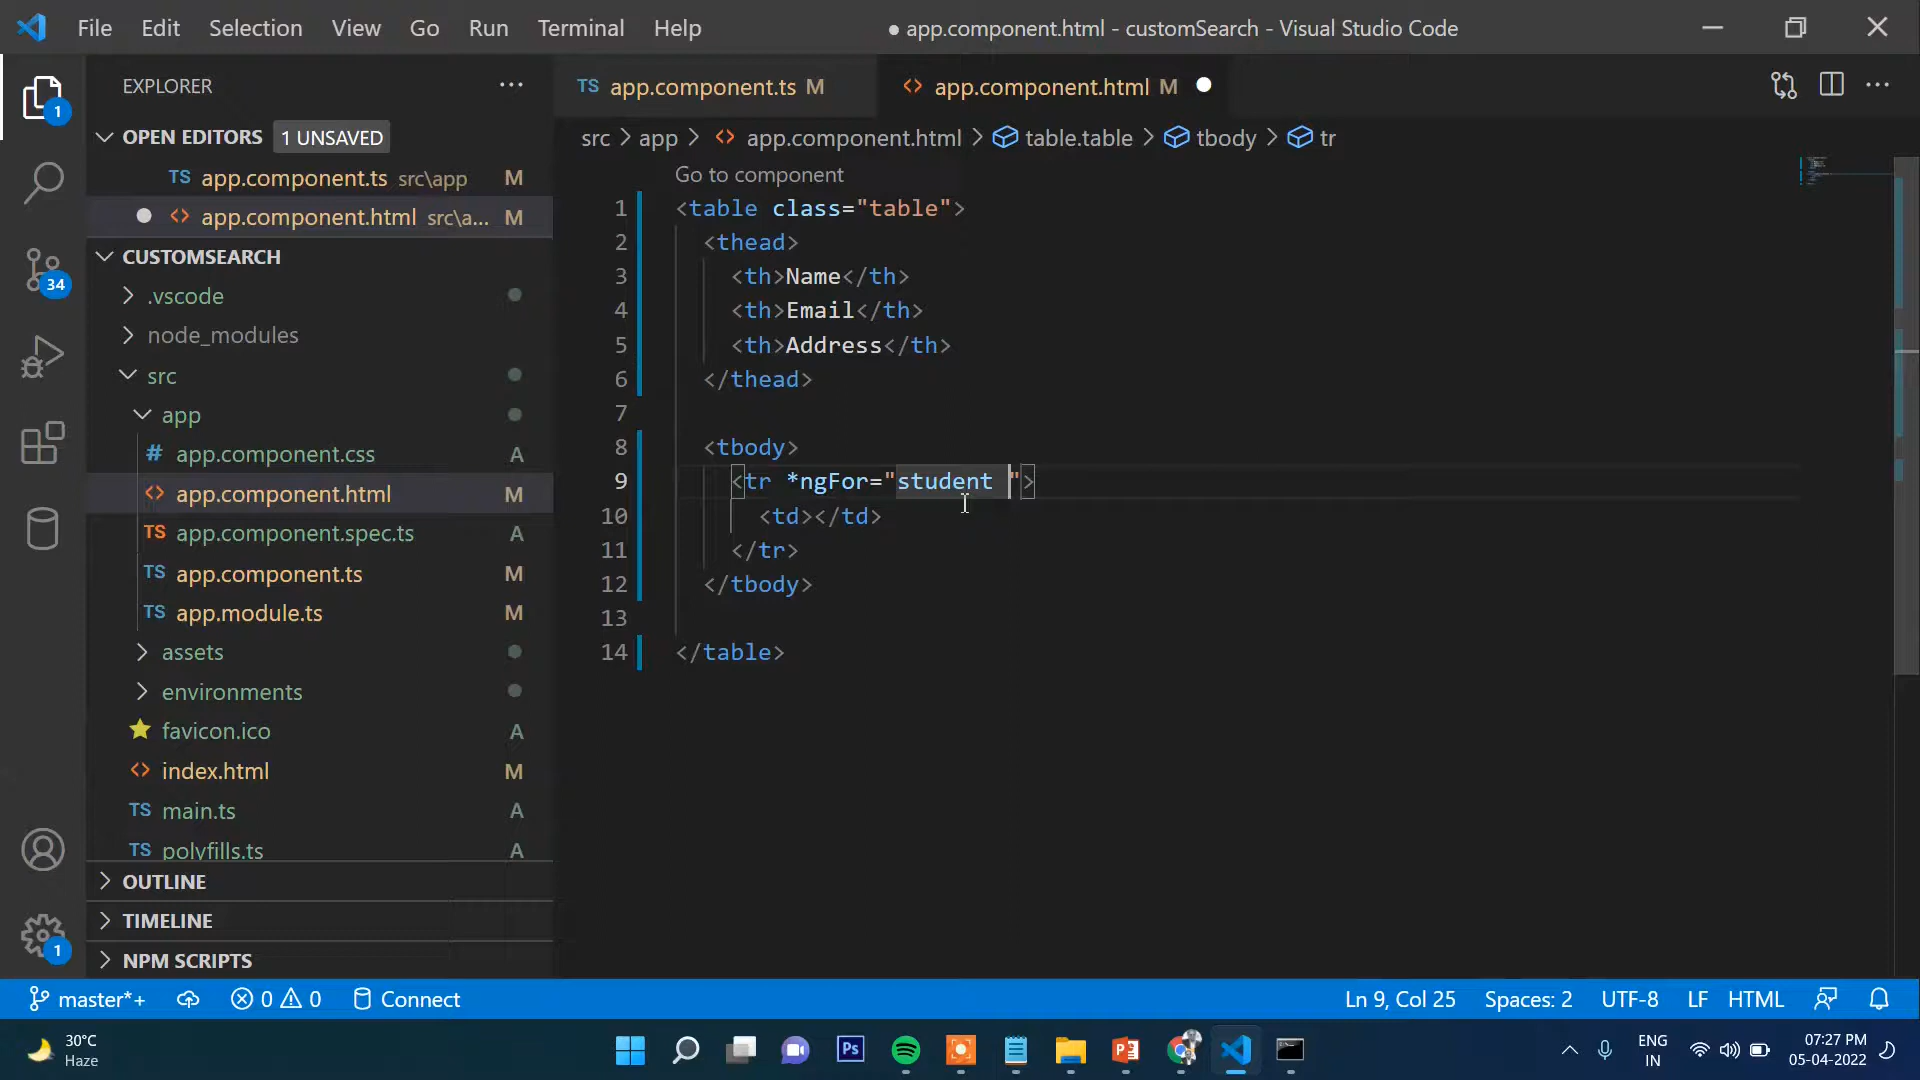 File Edit Selection View Go Run Terminal Help
● app.component.html - customSearch - Visual Studio Code
1
EXPLORER
OPEN EDITORS 1 UNSAVED
TS app.component.ts src\app M
app.component.html src\a... M
34
CUSTOMSEARCH
.vscode
node_modules
src
app
# app.component.css A
app.component.html M
TS app.component.spec.ts A
TS app.component.ts M
TS app.module.ts M
assets
environments
favicon.ico A
index.html M
TS main.ts A
TS polyfills.ts A
OUTLINE
TIMELINE
NPM SCRIPTS
1
TS app.component.ts M
<> app.component.html M
src > app > <> app.component.html > table.table > tbody > tr
Go to component
1 <table class="table">
2 <thead>
3 <th>Name</th>
4 <th>Email</th>
5 <th>Address</th>
6 </thead>
7
8 <tbody>
9 <tr *ngFor="student ">
10 <td></td>
11 </tr>
12 </tbody>
13
14 </table>
master*+ 0 0 Connect
Ln 9, Col 25 Spaces: 2 UTF-8 LF HTML
30°C
Haze
Ps
ENG
IN
07:27 PM
05-04-2022